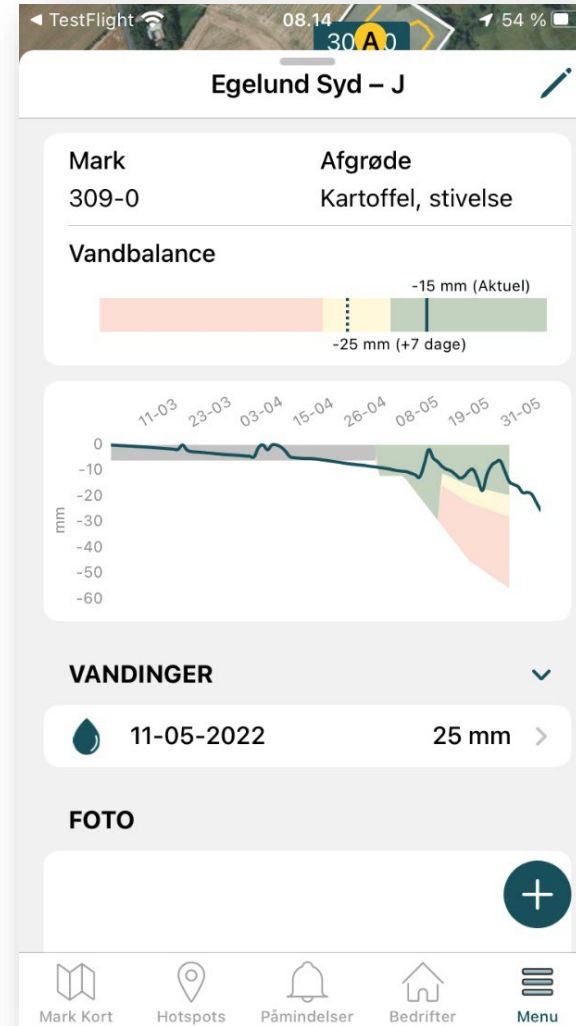 ◀ TestFlight 08.14 54 %
30 A 0
Egelund Syd – J
Mark Afgrøde
309-0 Kartoffel, stivelse
Vandbalance
-15 mm (Aktuel)
-25 mm (+7 dage)
11-03 23-03 03-04 15-04 26-04 08-05 19-05 31-05
0
-10
-20
mm
-30
-40
-50
-60
VANDINGER
11-05-2022 25 mm
FOTO
Mark Kort Hotspots Påmindelser Bedrifter Menu